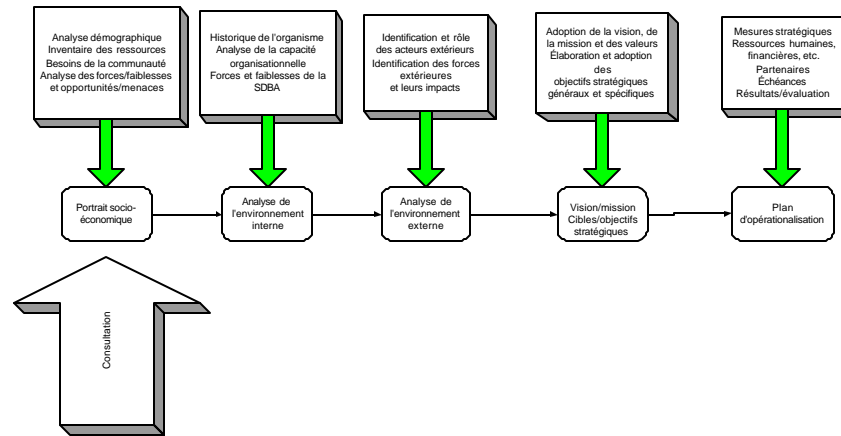 Analyse démographique
Inventaire des ressources
Besoins de la communauté
Analyse des forces/faiblesses
et opportunités/menaces
Historique de l'organisme
Analyse de la capacité
organisationnelle
Forces et faiblesses de la
SDBA
Identification et rôle
des acteurs extérieurs
Identification des forces
extérieures
et leurs impacts
Adoption de la vision, de
la mission et des valeurs
Élaboration et adoption
des
objectifs stratégiques
généraux et spécifiques
Mesures stratégiques
Ressources humaines,
financières, etc.
Partenaires
Échéances
Résultats/évaluation
Portrait socio-
économique
Analyse de
l'environnement
interne
Analyse de
l'environnement
externe
Vision/mission
Cibles/objectifs
stratégiques
Plan
d'opérationalisation
Consultation